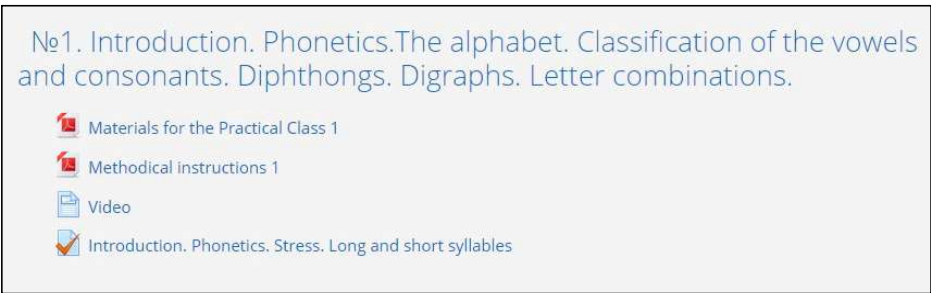 №1. Introduction. Phonetics.The alphabet. Classification of the vowels
and consonants. Diphthongs. Digraphs. Letter combinations.
Materials for the Practical Class 1
Methodical instructions 1
Video
Introduction. Phonetics. Stress. Long and short syllables